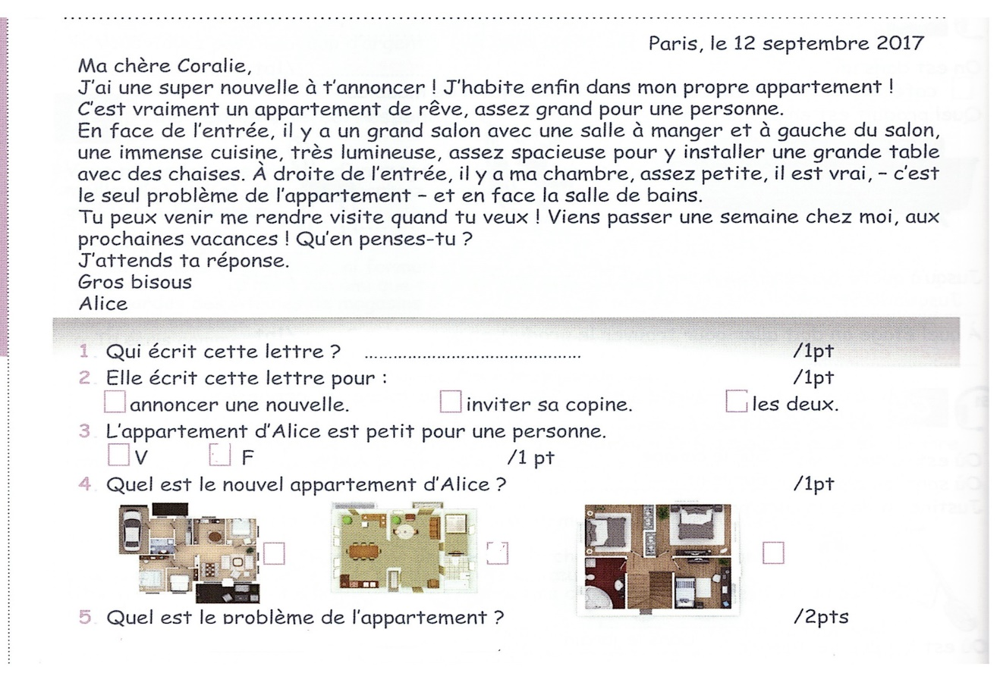 Paris, le 12 septembre 2017
Ma chère Coralie,
J'ai une super nouvelle à t'annoncer ! J'habite enfin dans mon propre appartement !
C'est vraiment un appartement de rêve, assez grand pour une personne.
En face de l'entrée, il y a un grand salon avec une salle à manger et à gauche du salon,
une immense cuisine, très lumineuse, assez spacieuse pour y installer une grande table
avec des chaises. À droite de l'entrée, il y a ma chambre, assez petite, il est vrai, – c'est
le seul problème de l'appartement – et en face la salle de bains.
Tu peux venir me rendre visite quand tu veux ! Viens passer une semaine chez moi, aux
prochaines vacances ! Qu'en penses-tu ?
J'attends ta réponse.
Gros bisous
Alice
1. Qui écrit cette lettre ? .......................................... /1pt
2. Elle écrit cette lettre pour : /1pt
annoncer une nouvelle. inviter sa copine. les deux.
3. L'appartement d'Alice est petit pour une personne.
V F /1 pt
4. Quel est le nouvel appartement d'Alice ? /1pt
5. Quel est le problème de l'appartement ? /2pts